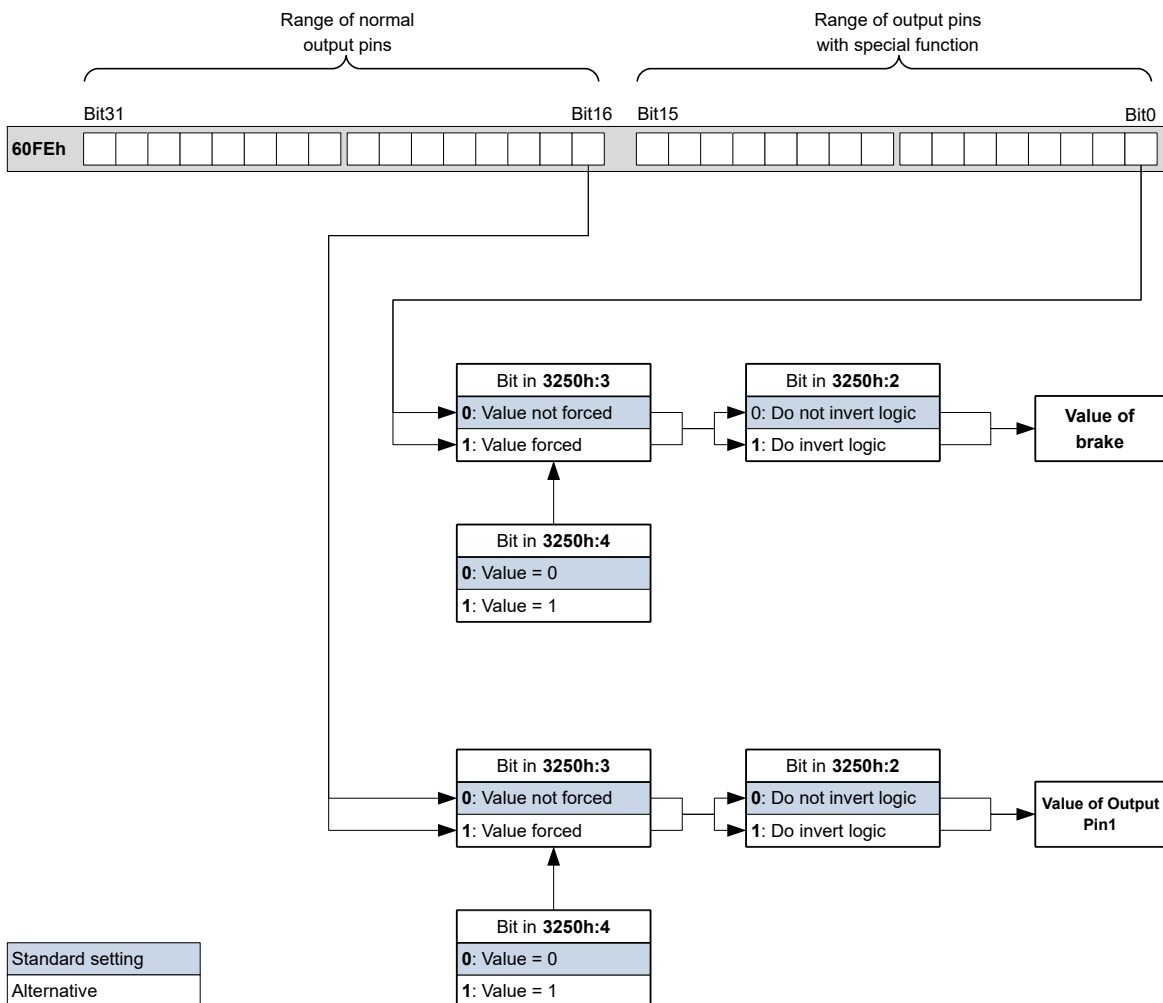 Range of normal
output pins
Range of output pins
with special function
Bit31
Bit16
Bit15
Bit0
60FEh
Bit in 3250h:3
0: Value not forced
1: Value forced
Bit in 3250h:2
0: Do not invert logic
1: Do invert logic
Value of
brake
Bit in 3250h:4
0: Value = 0
1: Value = 1
Bit in 3250h:3
0: Value not forced
1: Value forced
Bit in 3250h:2
0: Do not invert logic
1: Do invert logic
Value of Output
Pin1
Bit in 3250h:4
0: Value = 0
1: Value = 1
Standard setting
Alternative